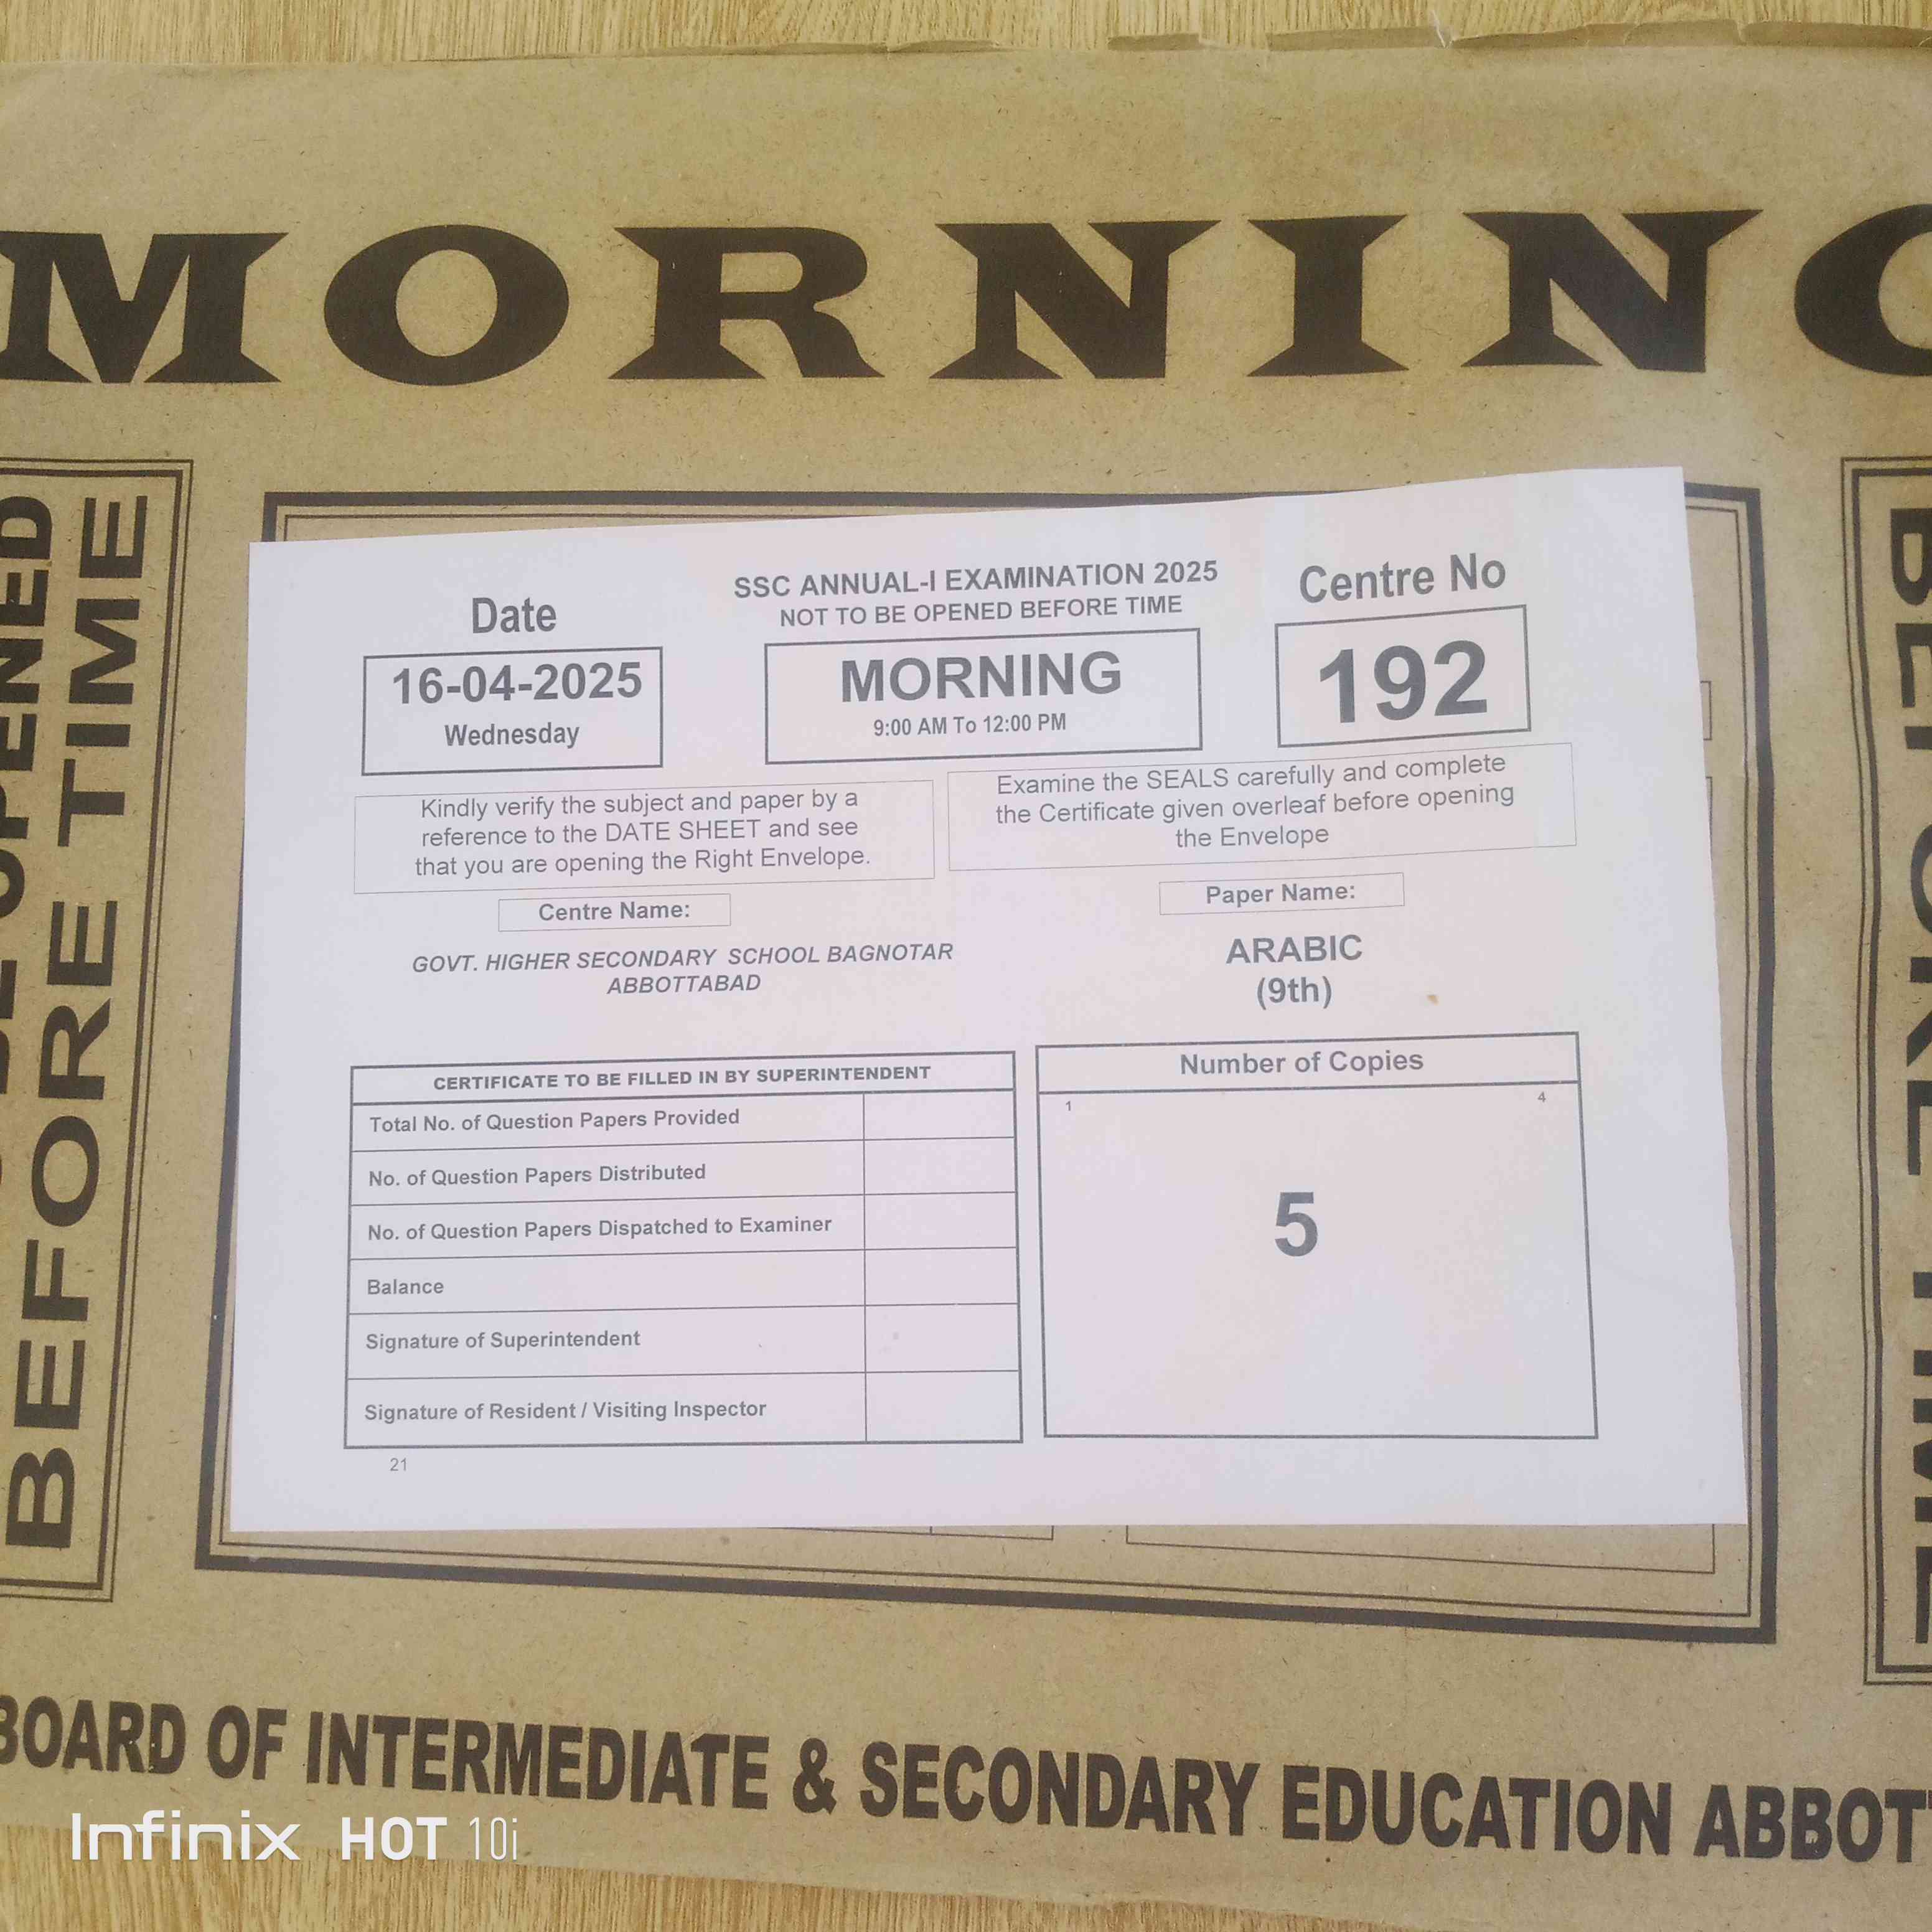 MORNING
OPENED
BEFORE TIME
BEFORE TIME
Date
16-04-2025
Wednesday
SSC ANNUAL-I EXAMINATION 2025
NOT TO BE OPENED BEFORE TIME
MORNING
9:00 AM To 12:00 PM
Centre No
192
Kindly verify the subject and paper by a
reference to the DATE SHEET and see
that you are opening the Right Envelope.
Examine the SEALS carefully and complete
the Certificate given overleaf before opening
the Envelope
Centre Name:
GOVT. HIGHER SECONDARY SCHOOL BAGNOTAR
ABBOTTABAD
Paper Name:
ARABIC
(9th)
CERTIFICATE TO BE FILLED IN BY SUPERINTENDENT
Total No. of Question Papers Provided
No. of Question Papers Distributed
No. of Question Papers Dispatched to Examiner
Balance
Signature of Superintendent
Signature of Resident / Visiting Inspector
21
Number of Copies
1 4
5
BOARD OF INTERMEDIATE & SECONDARY EDUCATION ABBOT
Infinix HOT 10i